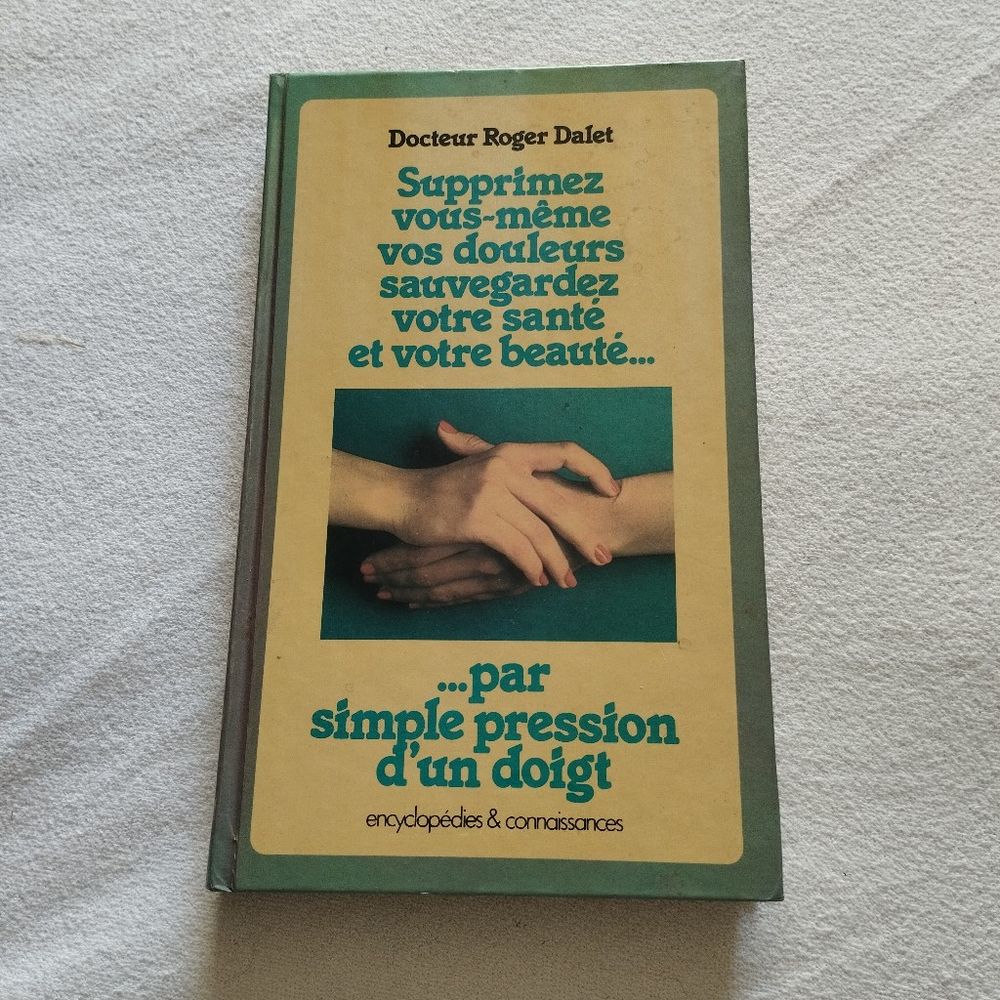 Docteur Roger Dalet
Supprimez
vous-même
vos douleurs
sauvegardez
votre santé
et votre beauté...
...par
simple pression
d'un doigt
encyclopédies & connaissances